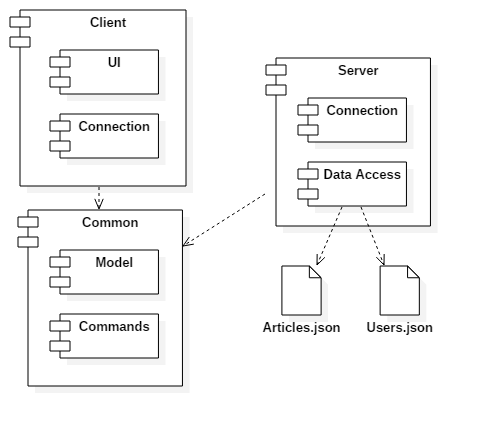 Client
UI
Connection
Server
Connection
Data Access
Common
Model
Commands
Articles.json
Users.json